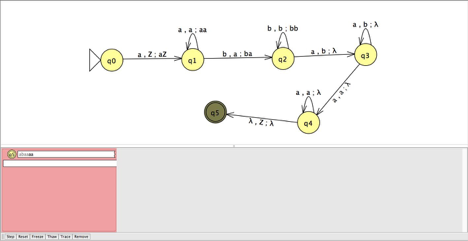 a , a ; aa
b , b ; bb
a , b ; λ
q0
a , Z ; aZ
q1
b , a ; ba
q2
a , b ; λ
q3
a , a ; λ
a , a ; λ
q5
λ , Z ; λ
q4
Step Reset Freeze Thaw Trace Remove